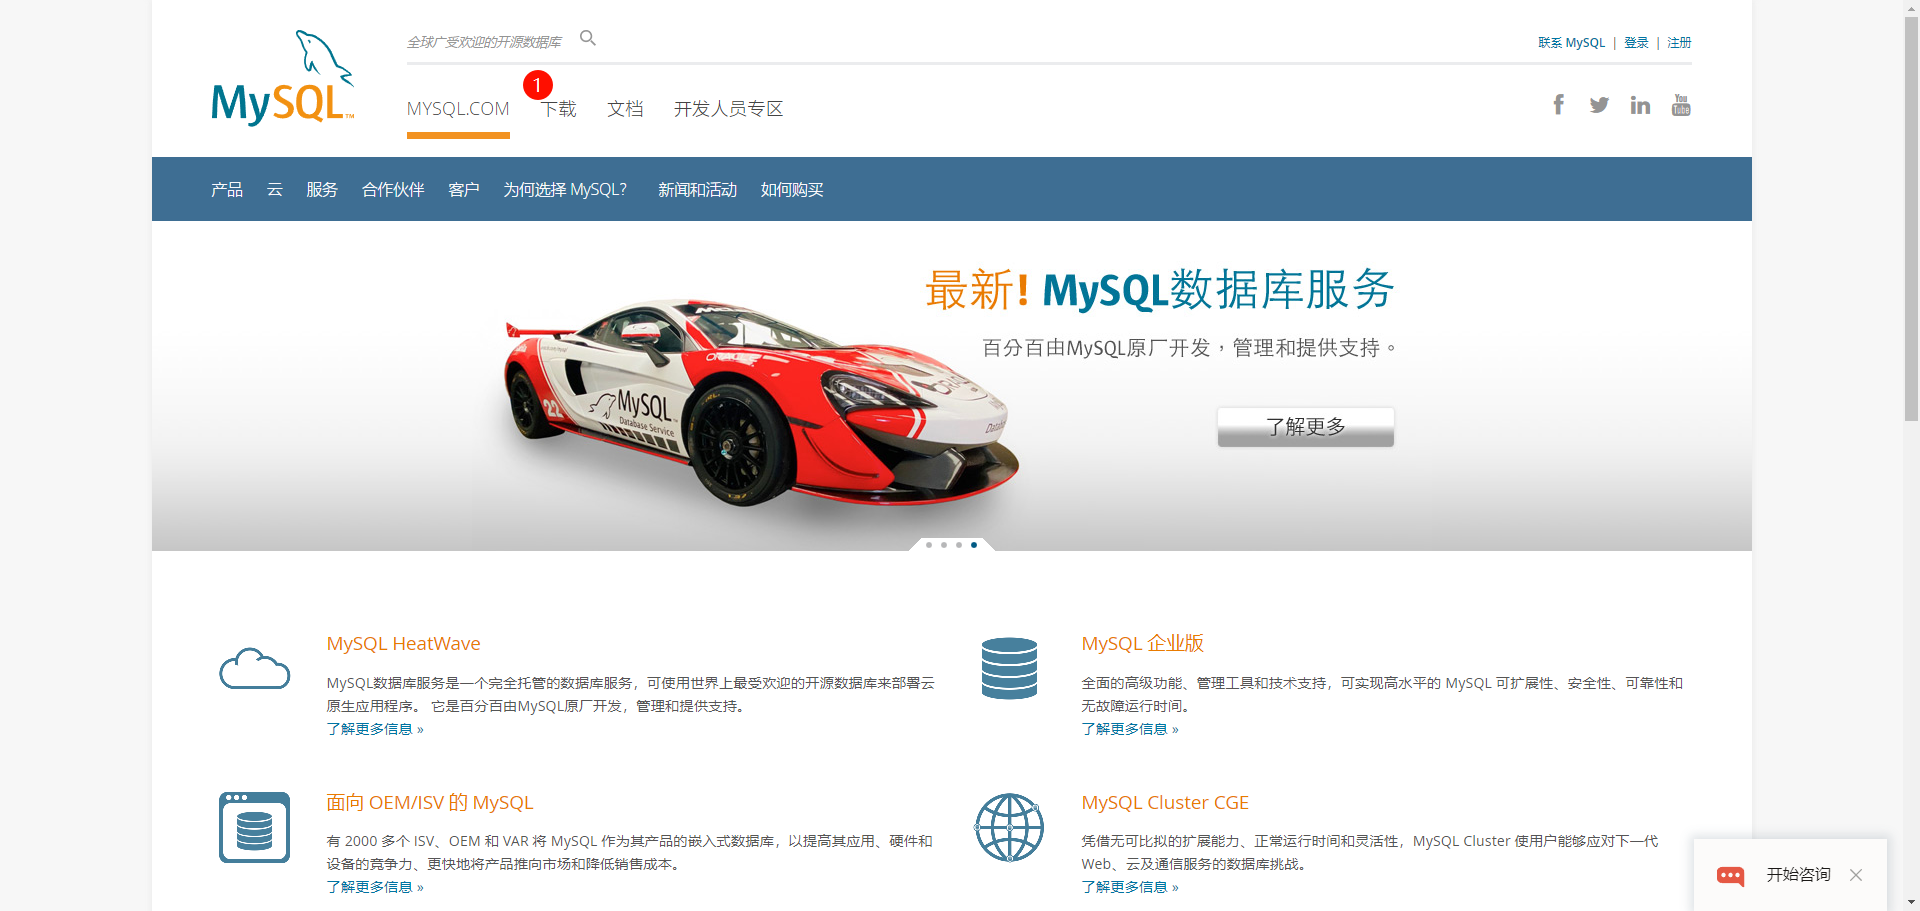 MySQL™
全球广受欢迎的开源数据库
联系 MySQL | 登录 | 注册
1
MYSQL.COM 下载 文档 开发人员专区
You Tube
产品 云 服务 合作伙伴 客户 为何选择 MySQL? 新闻和活动 如何购买
最新! MySQL数据库服务
百分百由MySQL原厂开发，管理和提供支持。
了解更多
ORACLE
22
MySQL™
Database Service
MySQL HeatWave
MySQL数据库服务是一个完全托管的数据库服务，可使用世界上最受欢迎的开源数据库来部署云
原生应用程序。 它是百分百由MySQL原厂开发，管理和提供支持。
了解更多信息 »
MySQL 企业版
全面的高级功能、管理工具和技术支持，可实现高水平的 MySQL 可扩展性、安全性、可靠性和
无故障运行时间。
了解更多信息 »
面向 OEM/ISV 的 MySQL
有 2000 多个 ISV、OEM 和 VAR 将 MySQL 作为其产品的嵌入式数据库，以提高其应用、硬件和
设备的竞争力、更快地将产品推向市场和降低销售成本。
了解更多信息 »
MySQL Cluster CGE
凭借无可比拟的扩展能力、正常运行时间和灵活性，MySQL Cluster 使用户能够应对下一代
Web、云及通信服务的数据库挑战。
了解更多信息 »
开始咨询